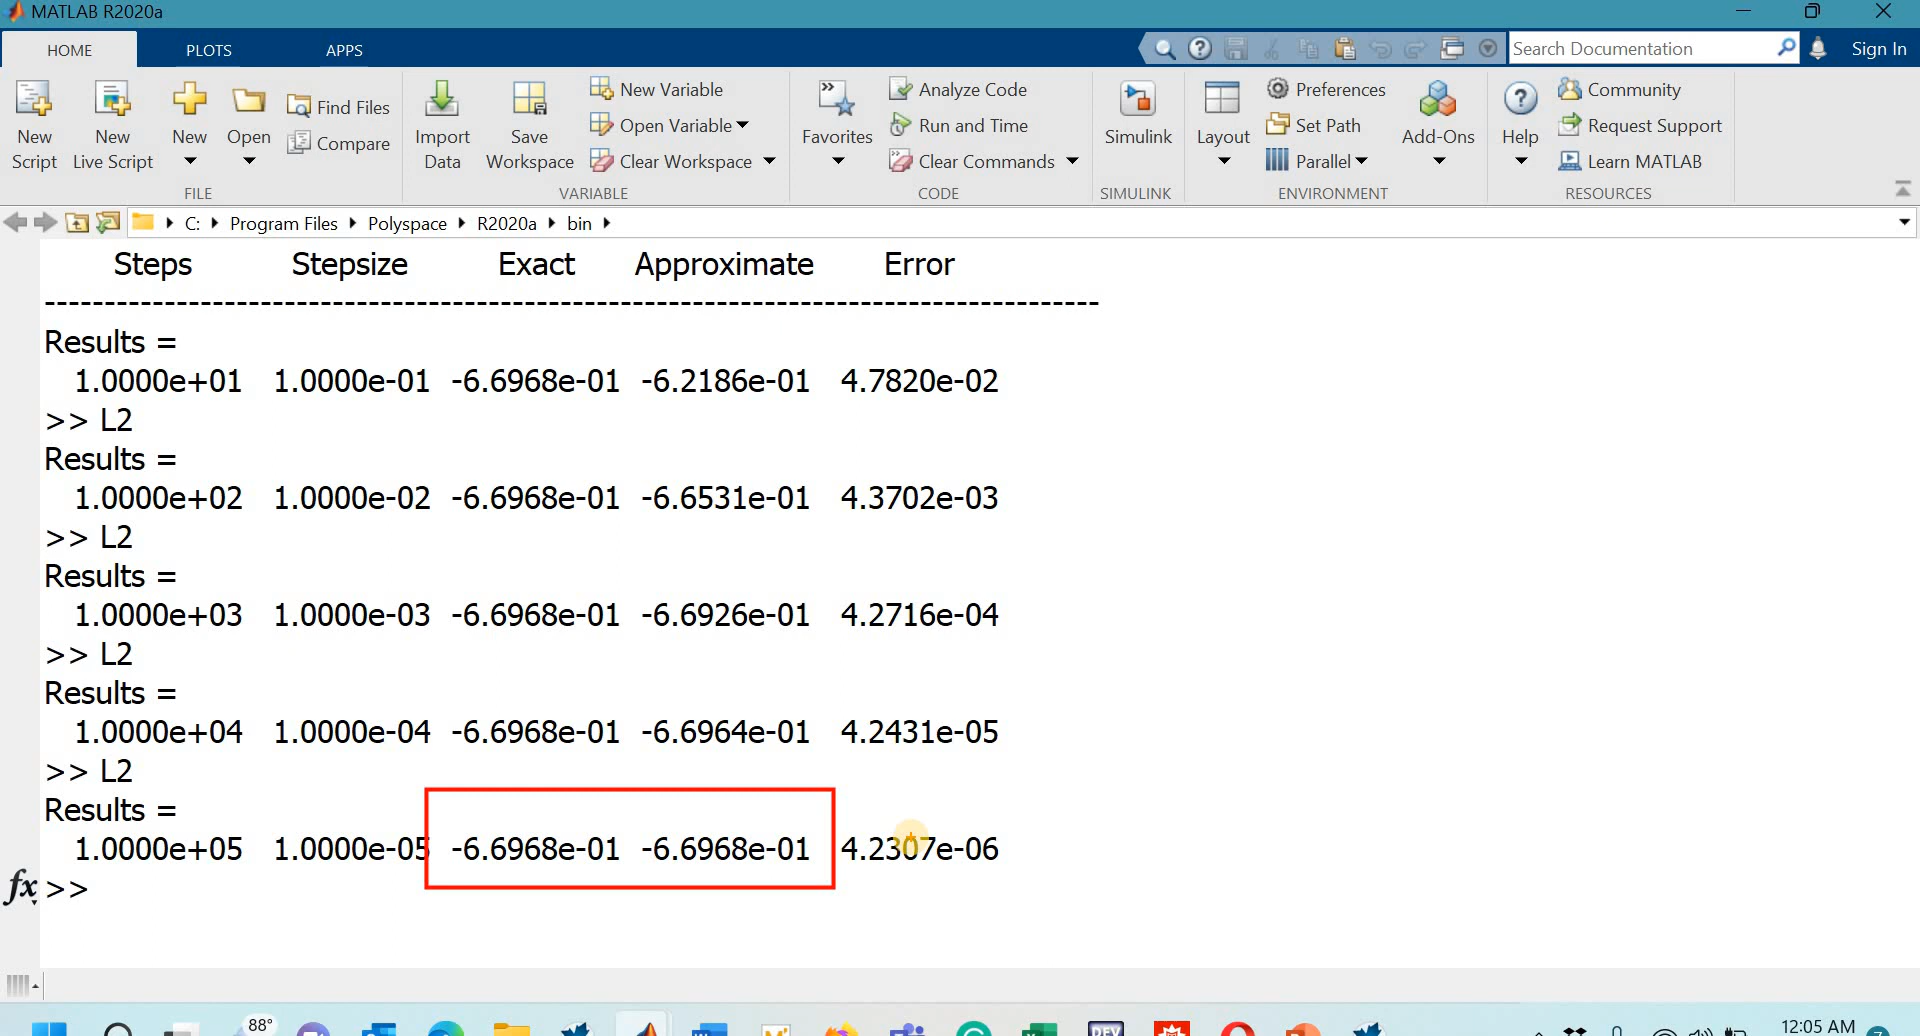 MATLAB R2020a
HOME PLOTS APPS Search Documentation Sign In
New Script New Live Script New Open Find Files Compare Import Data Save Workspace New Variable Open Variable Clear Workspace Favorites Analyze Code Run and Time Clear Commands Simulink Layout Preferences Set Path Parallel Add-Ons Help Community Request Support Learn MATLAB
FILE VARIABLE CODE SIMULINK ENVIRONMENT RESOURCES
C: Program Files Polyspace R2020a bin
Steps Stepsize Exact Approximate Error
----------------------------------------------------------------------------------------
Results =
1.0000e+01 1.0000e-01 -6.6968e-01 -6.2186e-01 4.7820e-02
>> L2
Results =
1.0000e+02 1.0000e-02 -6.6968e-01 -6.6531e-01 4.3702e-03
>> L2
Results =
1.0000e+03 1.0000e-03 -6.6968e-01 -6.6926e-01 4.2716e-04
>> L2
Results =
1.0000e+04 1.0000e-04 -6.6968e-01 -6.6964e-01 4.2431e-05
>> L2
Results =
1.0000e+05 1.0000e-05 -6.6968e-01 -6.6968e-01 4.2307e-06
fx >>
88° DEV 12:05 AM